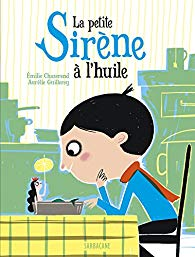 La petite
Sirène
à l'huile
Émilie Chazerand
Aurélie Guillerey
SARBACANE